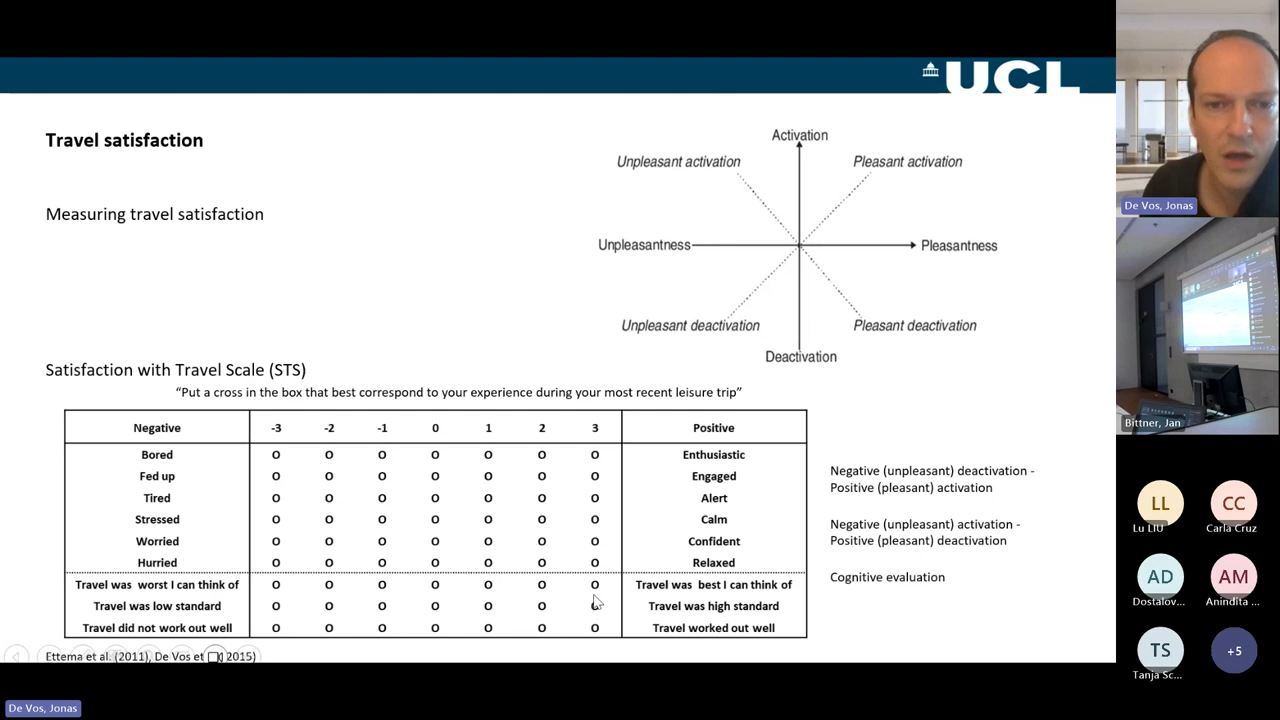 UCL
Travel satisfaction
Measuring travel satisfaction
Activation
Unpleasant activation
Pleasant activation
Unpleasantness
Pleasantness
Unpleasant deactivation
Pleasant deactivation
Deactivation
Satisfaction with Travel Scale (STS)
“Put a cross in the box that best correspond to your experience during your most recent leisure trip”
Negative -3 -2 -1 0 1 2 3 Positive
Bored O O O O O O O Enthusiastic
Fed up O O O O O O O Engaged
Tired O O O O O O O Alert
Stressed O O O O O O O Calm
Worried O O O O O O O Confident
Hurried O O O O O O O Relaxed
Travel was worst I can think of O O O O O O O Travel was best I can think of
Travel was low standard O O O O O O O Travel was high standard
Travel did not work out well O O O O O O O Travel worked out well
Negative (unpleasant) deactivation -
Positive (pleasant) activation
Negative (unpleasant) activation -
Positive (pleasant) deactivation
Cognitive evaluation
Ettema et al. (2011), De Vos et 2015)
De Vos, Jonas
De Vos, Jonas
Bittner, Jan
LL
Lu LIU
CC
Carla Cruz
AD
Dostalov...
AM
Anindita ...
TS
Tanja Sc...
+5